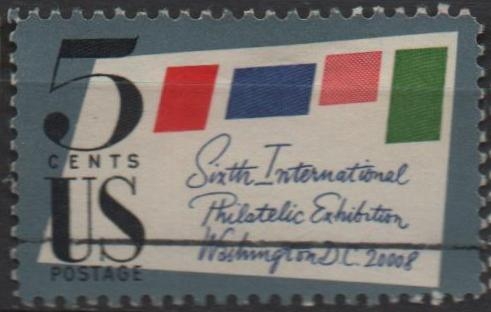 5
CENTS
US
POSTAGE
Sixth International
Philatelic Exhibition
Washington D.C. 20008